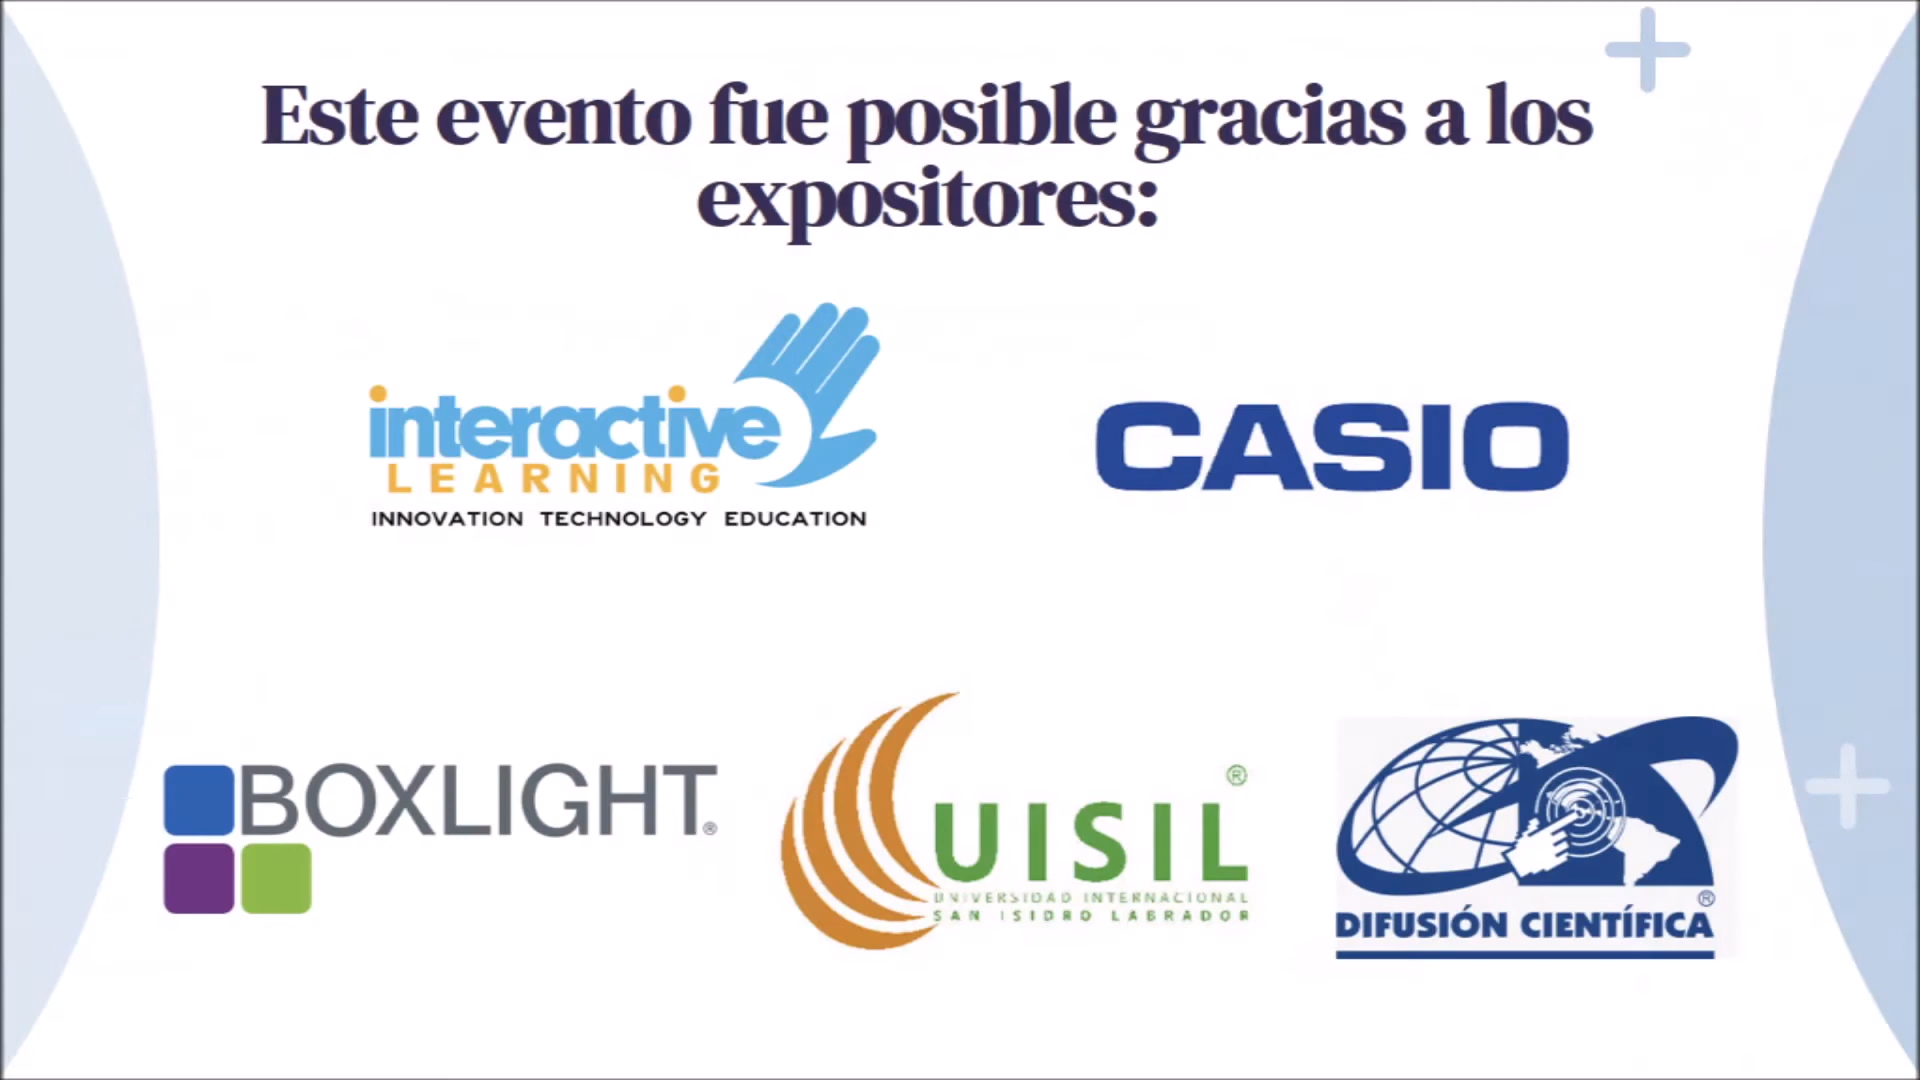 Este evento fue posible gracias a los
expositores:
interactive
LEARNING
INNOVATION TECHNOLOGY EDUCATION
CASIO
BOXLIGHT®
UISIL®
UNIVERSIDAD INTERNACIONAL
SAN ISIDRO LABRADOR
®
DIFUSIÓN CIENTÍFICA